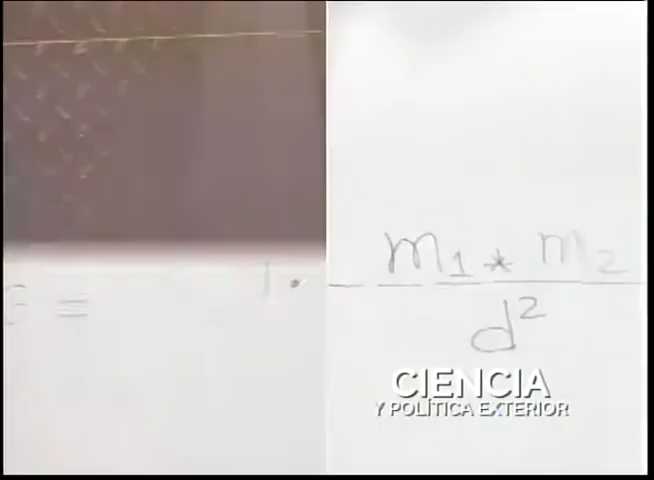 =
m₁ * m₂
d²
CIENCIA
Y POLÍTICA EXTERIOR